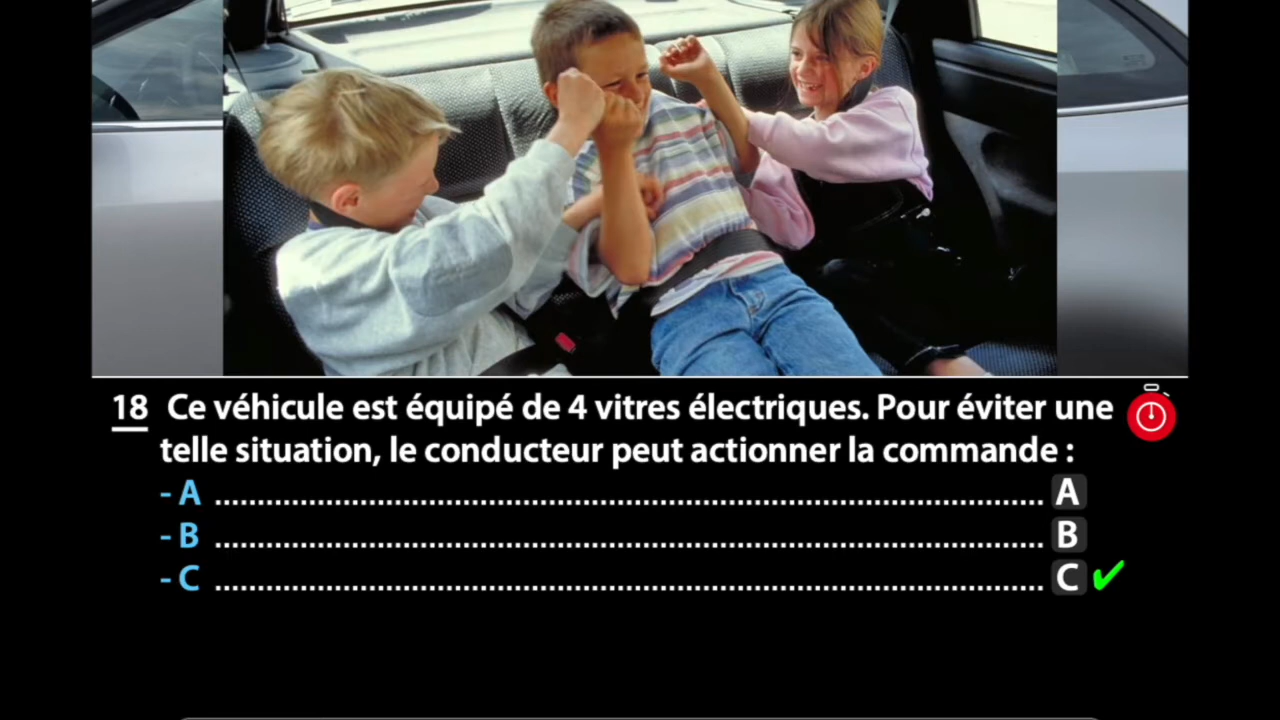 18 Ce véhicule est équipé de 4 vitres électriques. Pour éviter une
telle situation, le conducteur peut actionner la commande :
- A ........................................................................................ A
- B ........................................................................................ B
- C ........................................................................................ C